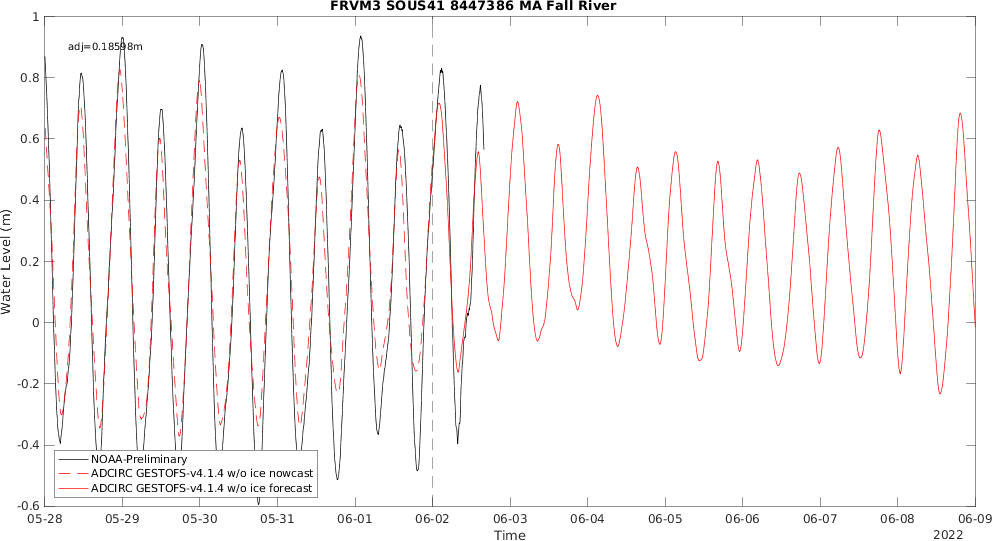 FRVM3 SOUS41 8447386 MA Fall River
adj=0.18598m
Water Level (m)
1
0.8
0.6
0.4
0.2
0
-0.2
-0.4
-0.6
NOAA-Preliminary
ADCIRC GESTOFS-v4.1.4 w/o ice nowcast
ADCIRC GESTOFS-v4.1.4 w/o ice forecast
05-28 05-29 05-30 05-31 06-01 06-02 06-03 06-04 06-05 06-06 06-07 06-08 06-09
Time
2022